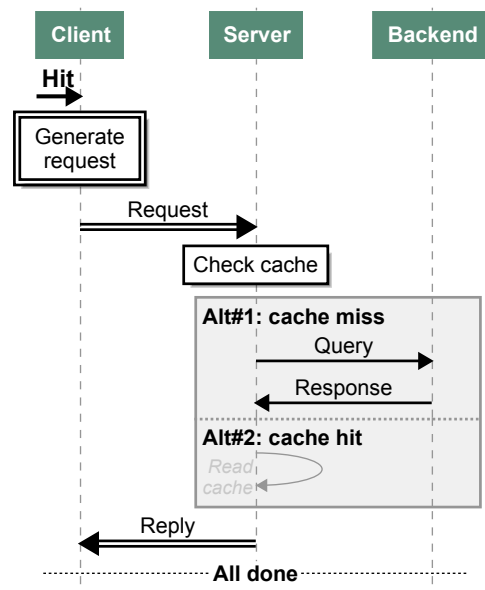 Client Server Backend
Hit
Generate
request
Request
Check cache
Alt#1: cache miss
Query
Response
Alt#2: cache hit
Read
cache
Reply
All done